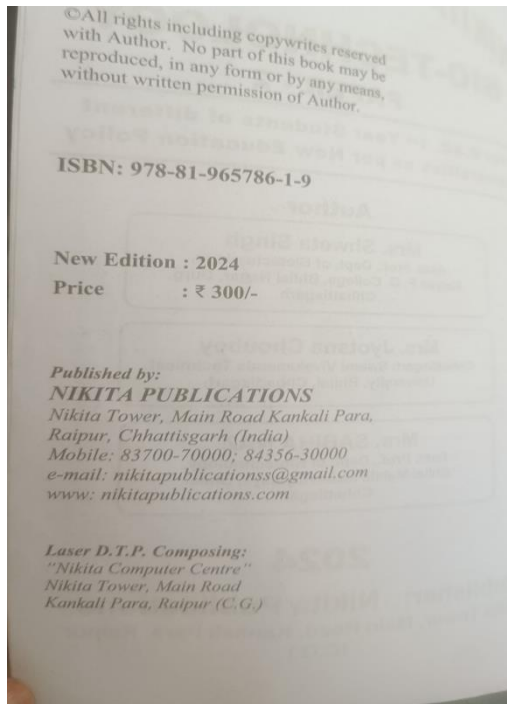 ©All rights including copywrites reserved
with Author. No part of this book may be
reproduced, in any form or by any means,
without written permission of Author.
ISBN: 978-81-965786-1-9
New Edition : 2024
Price : ₹ 300/-
Published by:
NIKITA PUBLICATIONS
Nikita Tower, Main Road Kankali Para,
Raipur, Chhattisgarh (India)
Mobile: 83700-70000; 84356-30000
e-mail: nikitapublicationss@gmail.com
www: nikitapublications.com
Laser D.T.P. Composing:
"Nikita Computer Centre"
Nikita Tower, Main Road
Kankali Para, Raipur (C.G.)